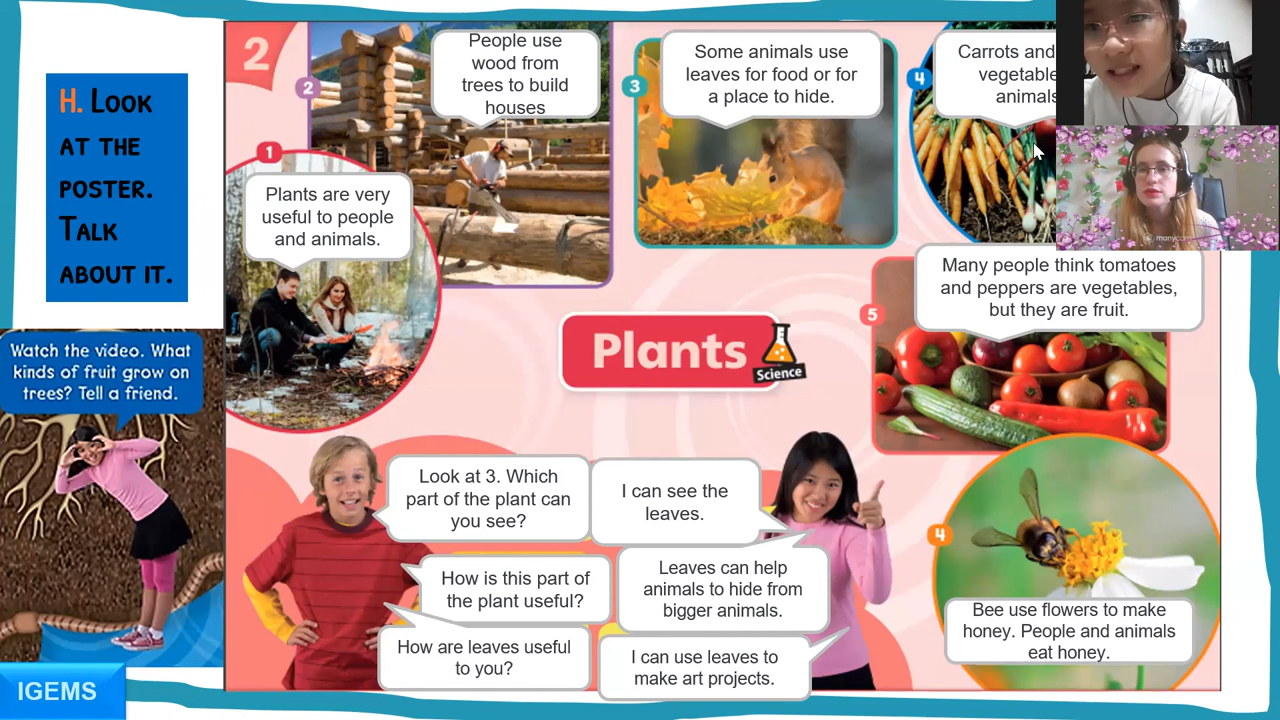 H. LOOK
AT THE
POSTER.
TALK
ABOUT IT.
Watch the video. What
kinds of fruit grow on
trees? Tell a friend.
IGEMS
2
1
Plants are very
useful to people
and animals.
2
People use
wood from
trees to build
houses
3
Some animals use
leaves for food or for
a place to hide.
4
Carrots and
vegetable
animals
5
Many people think tomatoes
and peppers are vegetables,
but they are fruit.
Plants
Science
Look at 3. Which
part of the plant can
you see?
I can see the
leaves.
How is this part of
the plant useful?
Leaves can help
animals to hide from
bigger animals.
How are leaves useful
to you?
I can use leaves to
make art projects.
4
Bee use flowers to make
honey. People and animals
eat honey.